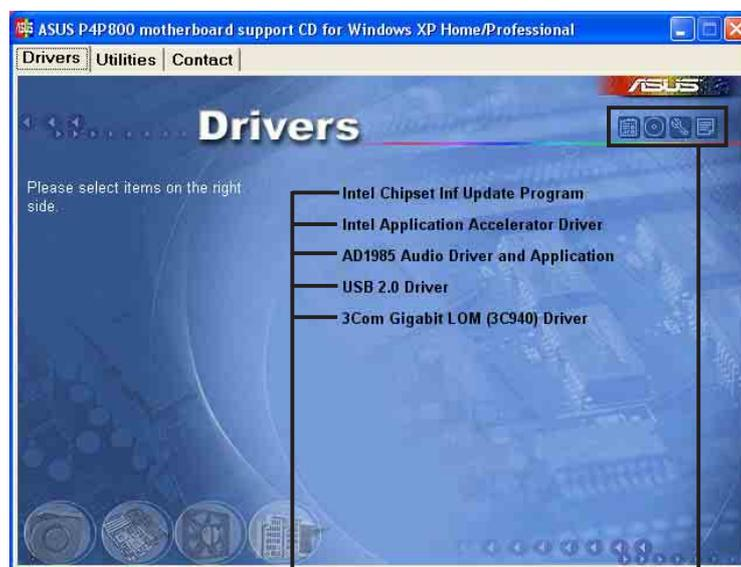 ASUS P4P800 motherboard support CD for Windows XP Home/Professional
Drivers Utilities Contact
ASUS
Drivers
Please select items on the right
side.
Intel Chipset Inf Update Program
Intel Application Accelerator Driver
AD1985 Audio Driver and Application
USB 2.0 Driver
3Com Gigabit LOM (3C940) Driver